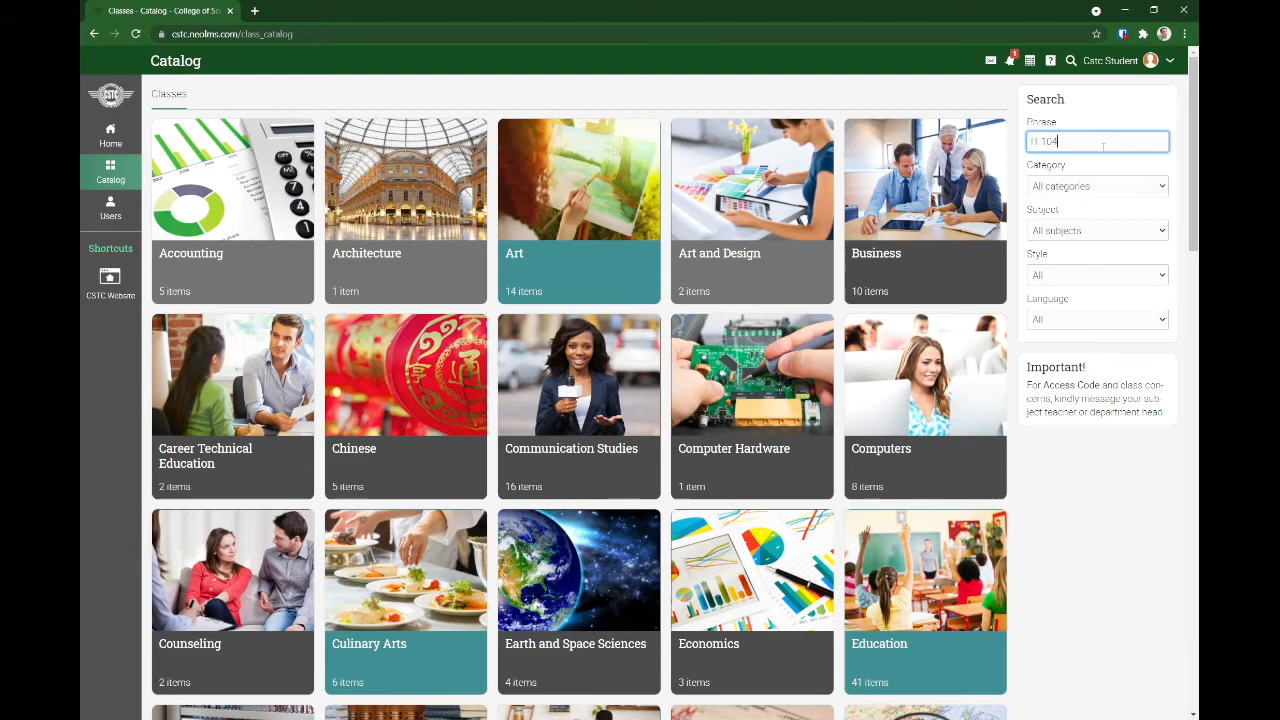 Classes - Catalog - College of Sc
cstc.neolms.com/class_catalog
Catalog
1
Cstc Student
CSTC
Home
Catalog
Users
Shortcuts
CSTC Website
Classes
Accounting
5 items
Architecture
1 item
Art
14 items
Art and Design
2 items
Business
10 items
Career Technical
Education
2 items
Chinese
5 items
Communication Studies
16 items
Computer Hardware
1 item
Computers
8 items
Counseling
2 items
Culinary Arts
6 items
Earth and Space Sciences
4 items
Economics
3 items
Education
41 items
Search
Phrase
IT 104
Category
All categories
Subject
All subjects
Style
All
Language
All
Important!
For Access Code and class con-
cerns, kindly message your sub-
ject teacher or department head.